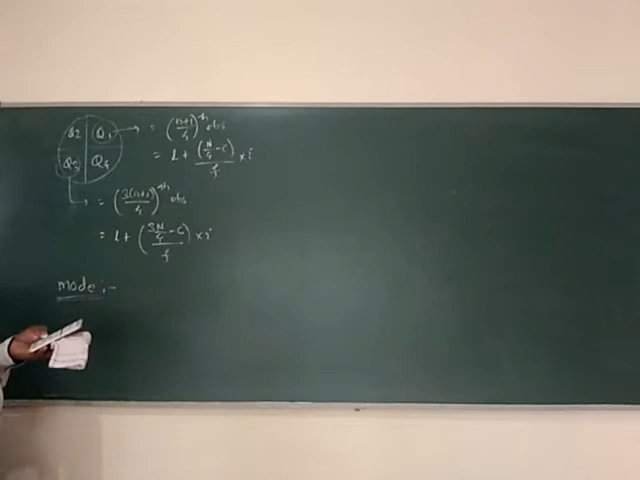 Q2 Q1 → = ((n+1)/4)^th obs
= l + ((N/4 - C)/f) × i
Q3 Q4
→ = (3(n+1)/4)^th obs
= l + ((3N/4 - C)/f) × i
mode :-